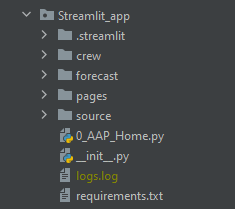 Streamlit_app
.streamlit
crew
forecast
pages
source
0_AAP_Home.py
__init__.py
logs.log
requirements.txt